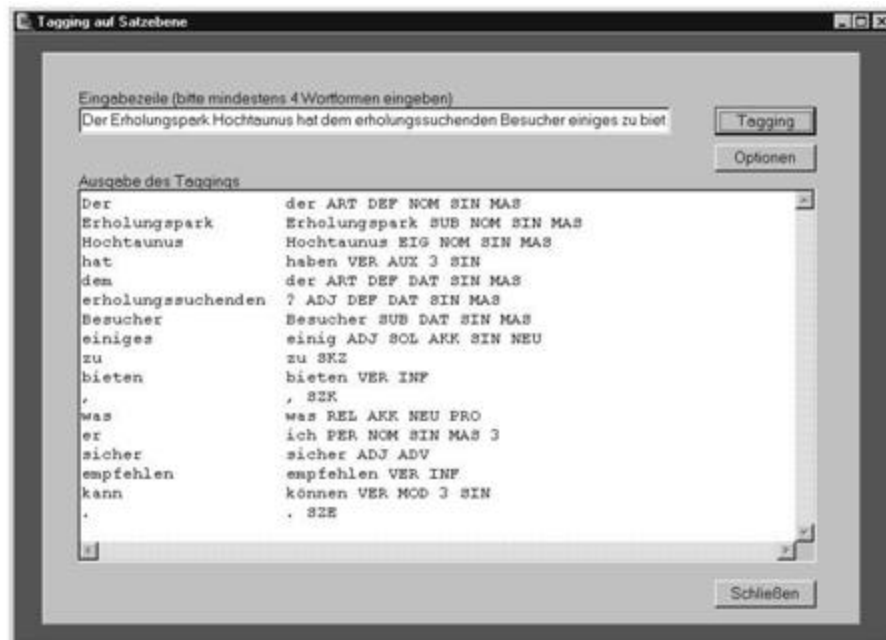 Tagging auf Satzebene
Eingabezeile (bitte mindestens 4 Wortformen eingeben)
Der Erholungspark Hochtaunus hat dem erholungssuchenden Besucher einiges zu biet
Tagging
Optionen
Ausgabe des Taggings
Der der ART DEF NOM SIN MAS
Erholungspark Erholungspark SUB NOM SIN MAS
Hochtaunus Hochtaunus EIG NOM SIN MAS
hat haben VER AUX 3 SIN
dem der ART DEF DAT SIN MAS
erholungssuchenden ? ADJ DEF DAT SIN MAS
Besucher Besucher SUB DAT SIN MAS
einiges einig ADJ SOL AKK SIN NEU
zu zu SKZ
bieten bieten VER INF
, , SZK
was was REL AKK NEU PRO
er ich PER NOM SIN MAS 3
sicher sicher ADJ ADV
empfehlen empfehlen VER INF
kann können VER MOD 3 SIN
. . SZE
Schließen